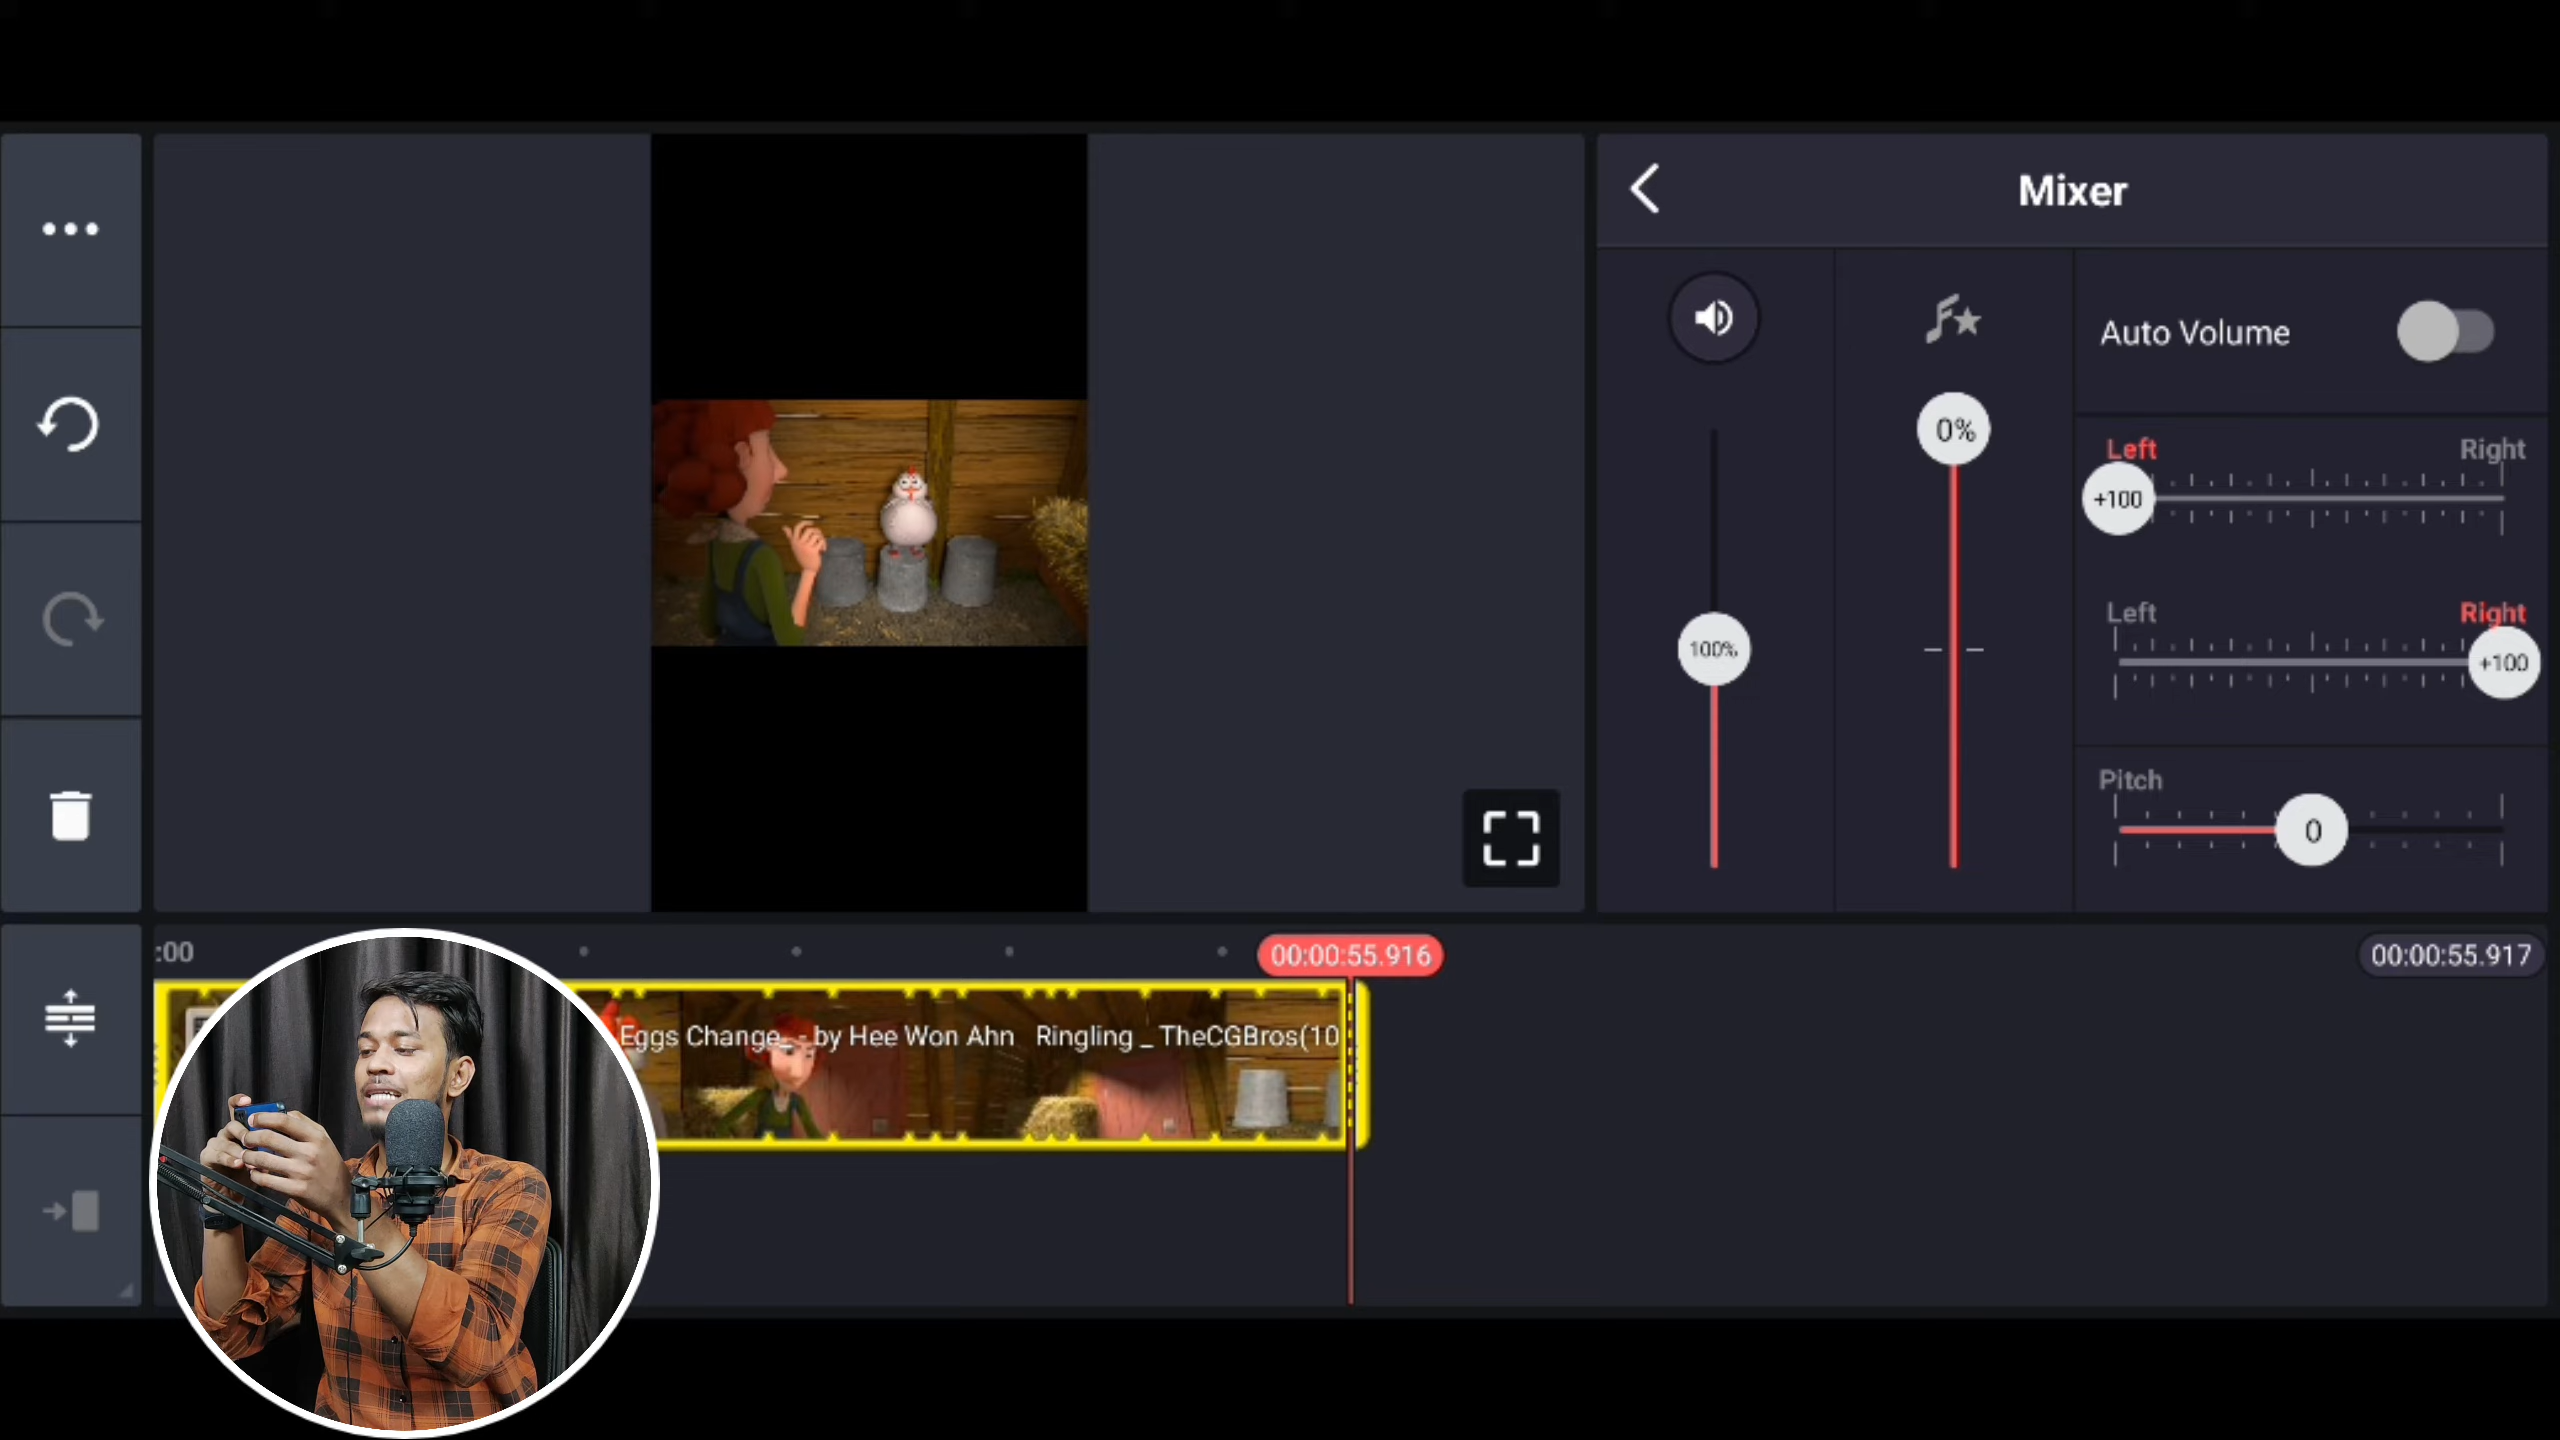 Mixer
Auto Volume
0%
Left Right
+100
100%
Left Right
+100
Pitch
0
:00
00:00:55.916
00:00:55.917
Eggs Change_ - by Hee Won Ahn Ringling _ TheCGBros(10